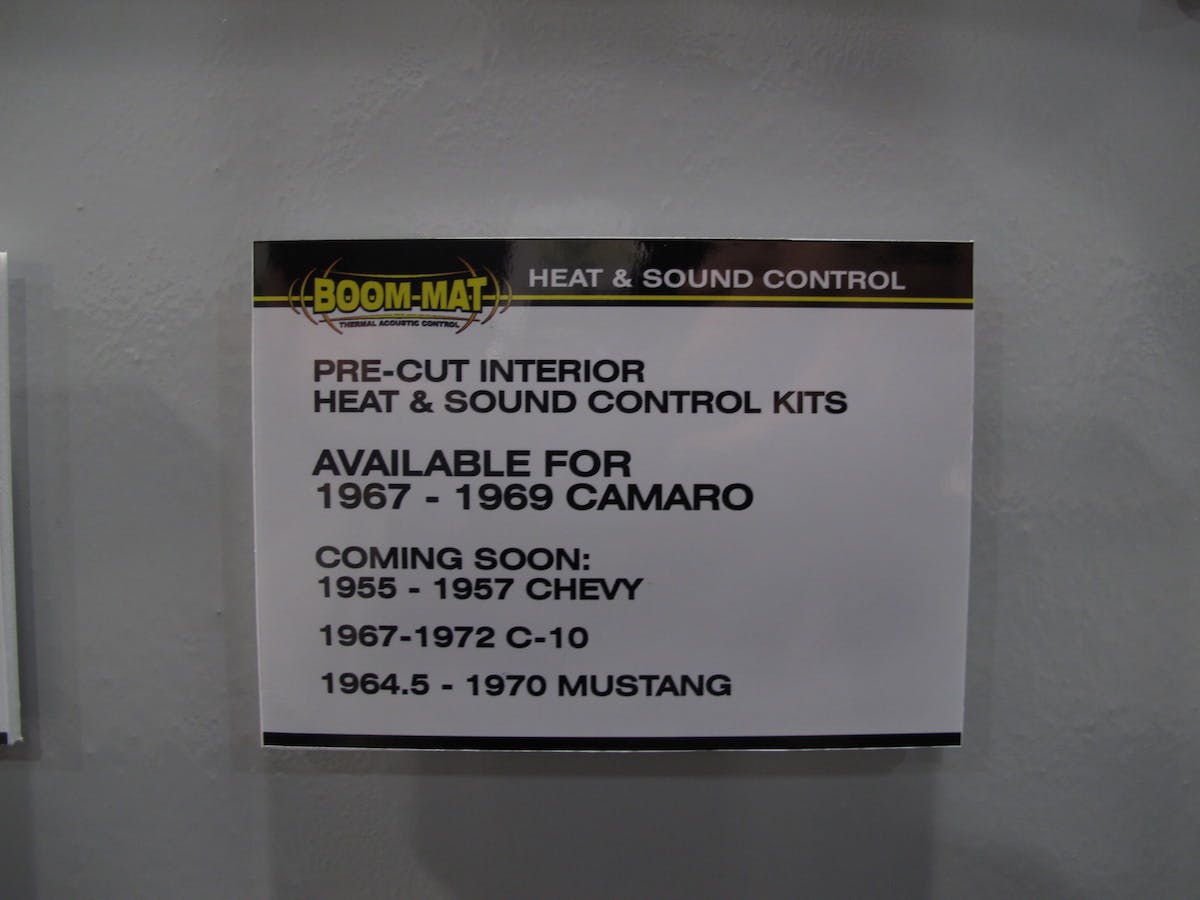 BOOM-MAT
THERMAL ACOUSTIC CONTROL
HEAT & SOUND CONTROL
PRE-CUT INTERIOR
HEAT & SOUND CONTROL KITS
AVAILABLE FOR
1967 - 1969 CAMARO
COMING SOON:
1955 - 1957 CHEVY
1967-1972 C-10
1964.5 - 1970 MUSTANG